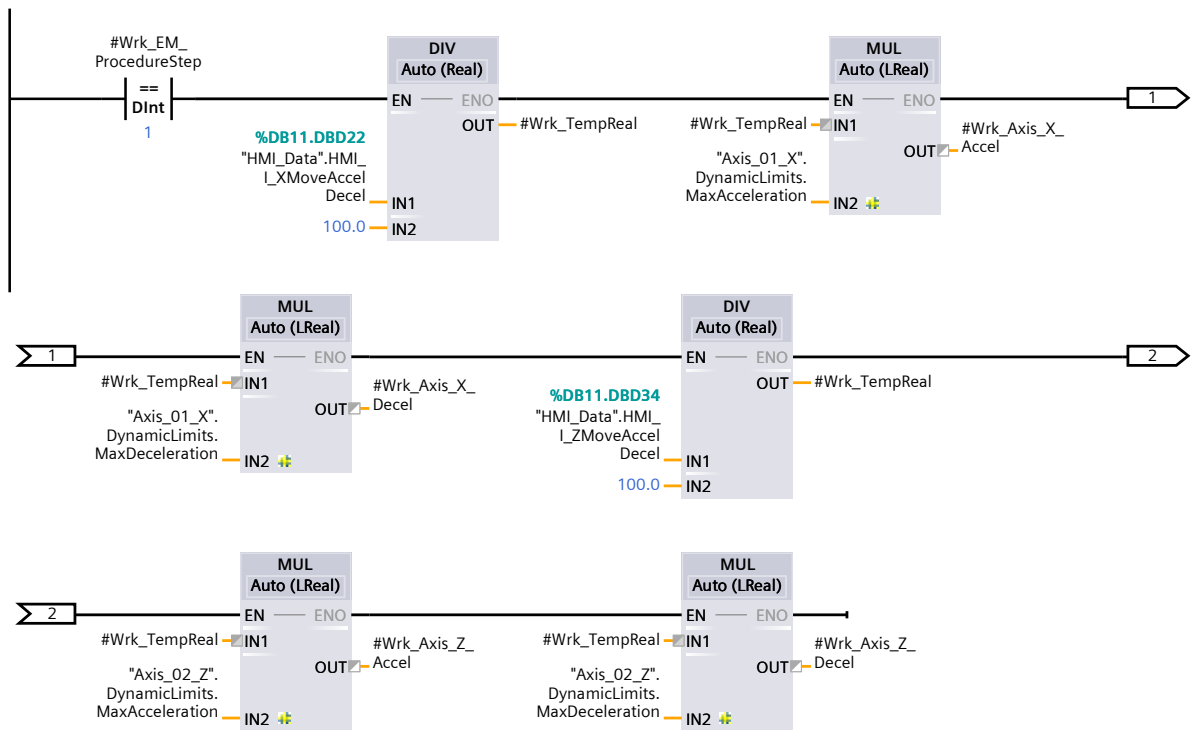 #Wrk_EM_
ProcedureStep
==
DInt
1
DIV
Auto (Real)
EN ENO
OUT #Wrk_TempReal
%DB11.DBD22
"HMI_Data".HMI_
I_XMoveAccel
Decel
IN1
100.0 IN2
MUL
Auto (LReal)
EN ENO
#Wrk_TempReal IN1
#Wrk_Axis_X_
Accel
OUT
"Axis_01_X".
DynamicLimits.
MaxAcceleration
IN2
1
1
MUL
Auto (LReal)
EN ENO
#Wrk_TempReal IN1
#Wrk_Axis_X_
Decel
OUT
"Axis_01_X".
DynamicLimits.
MaxDeceleration
IN2
DIV
Auto (Real)
EN ENO
OUT #Wrk_TempReal
%DB11.DBD34
"HMI_Data".HMI_
I_ZMoveAccel
Decel
IN1
100.0 IN2
2
2
MUL
Auto (LReal)
EN ENO
#Wrk_TempReal IN1
#Wrk_Axis_Z_
Accel
OUT
"Axis_02_Z".
DynamicLimits.
MaxAcceleration
IN2
MUL
Auto (LReal)
EN ENO
#Wrk_TempReal IN1
#Wrk_Axis_Z_
Decel
OUT
"Axis_02_Z".
DynamicLimits.
MaxDeceleration
IN2